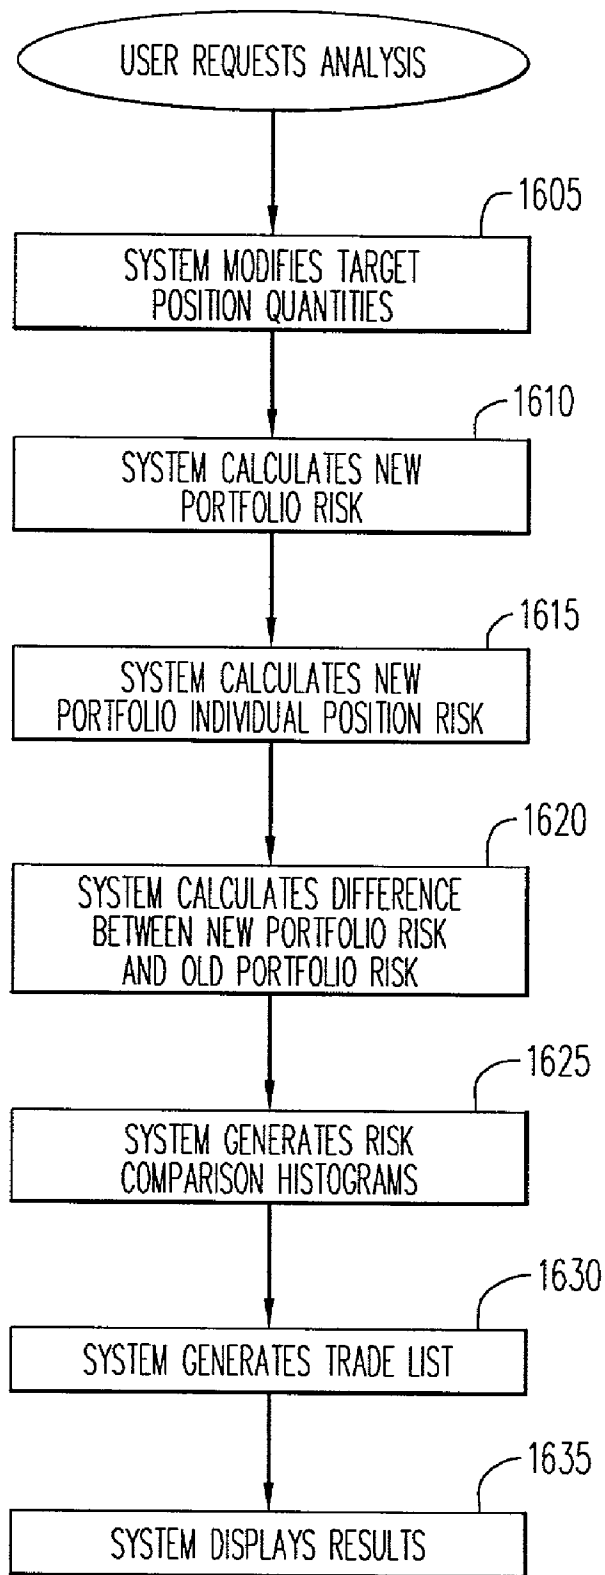 USER REQUESTS ANALYSIS
1605
SYSTEM MODIFIES TARGET
POSITION QUANTITIES
1610
SYSTEM CALCULATES NEW
PORTFOLIO RISK
1615
SYSTEM CALCULATES NEW
PORTFOLIO INDIVIDUAL POSITION RISK
1620
SYSTEM CALCULATES DIFFERENCE
BETWEEN NEW PORTFOLIO RISK
AND OLD PORTFOLIO RISK
1625
SYSTEM GENERATES RISK
COMPARISON HISTOGRAMS
1630
SYSTEM GENERATES TRADE LIST
1635
SYSTEM DISPLAYS RESULTS